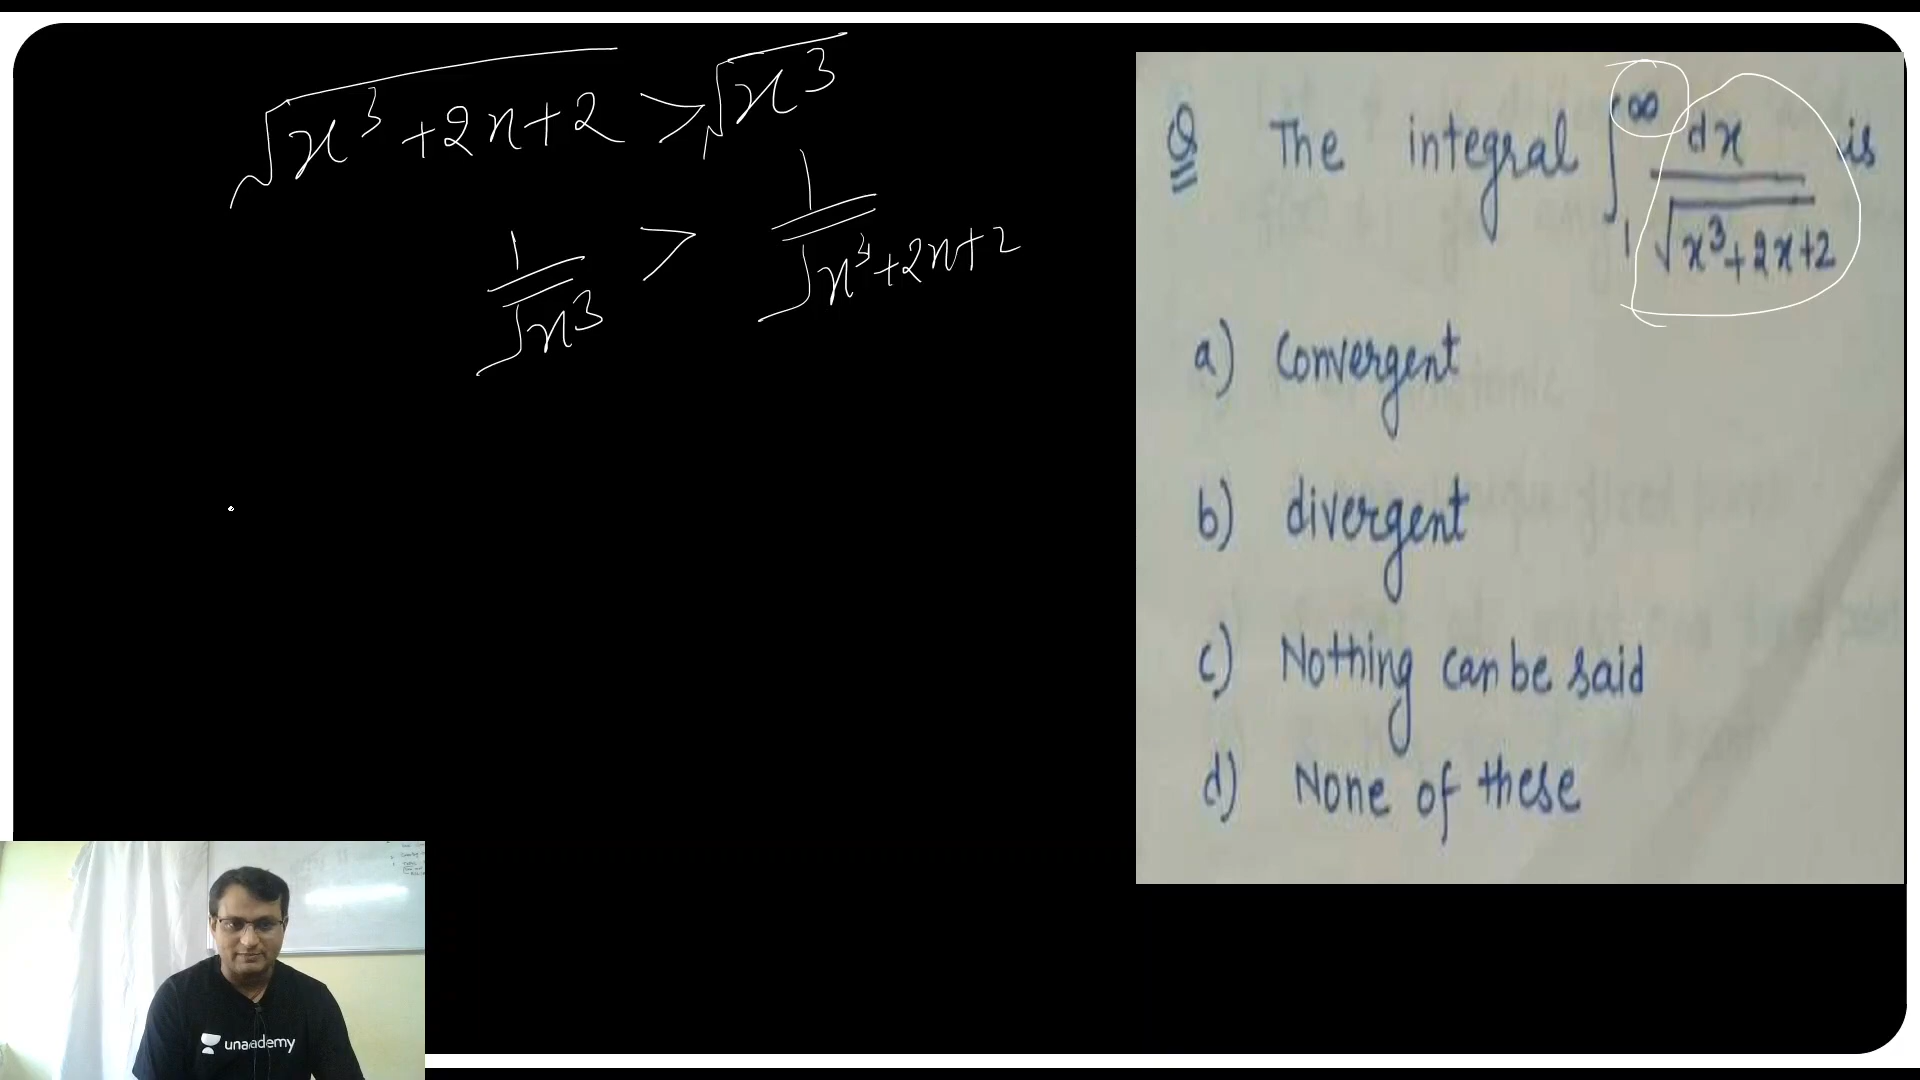 √x³+2x+2 > √x³
1/√x³ > 1/√x³+2x+2
Q The integral ∫₁^∞ dx/√x³+2x+2 is
a) Convergent
b) divergent
c) Nothing can be said
d) None of these
unacademy